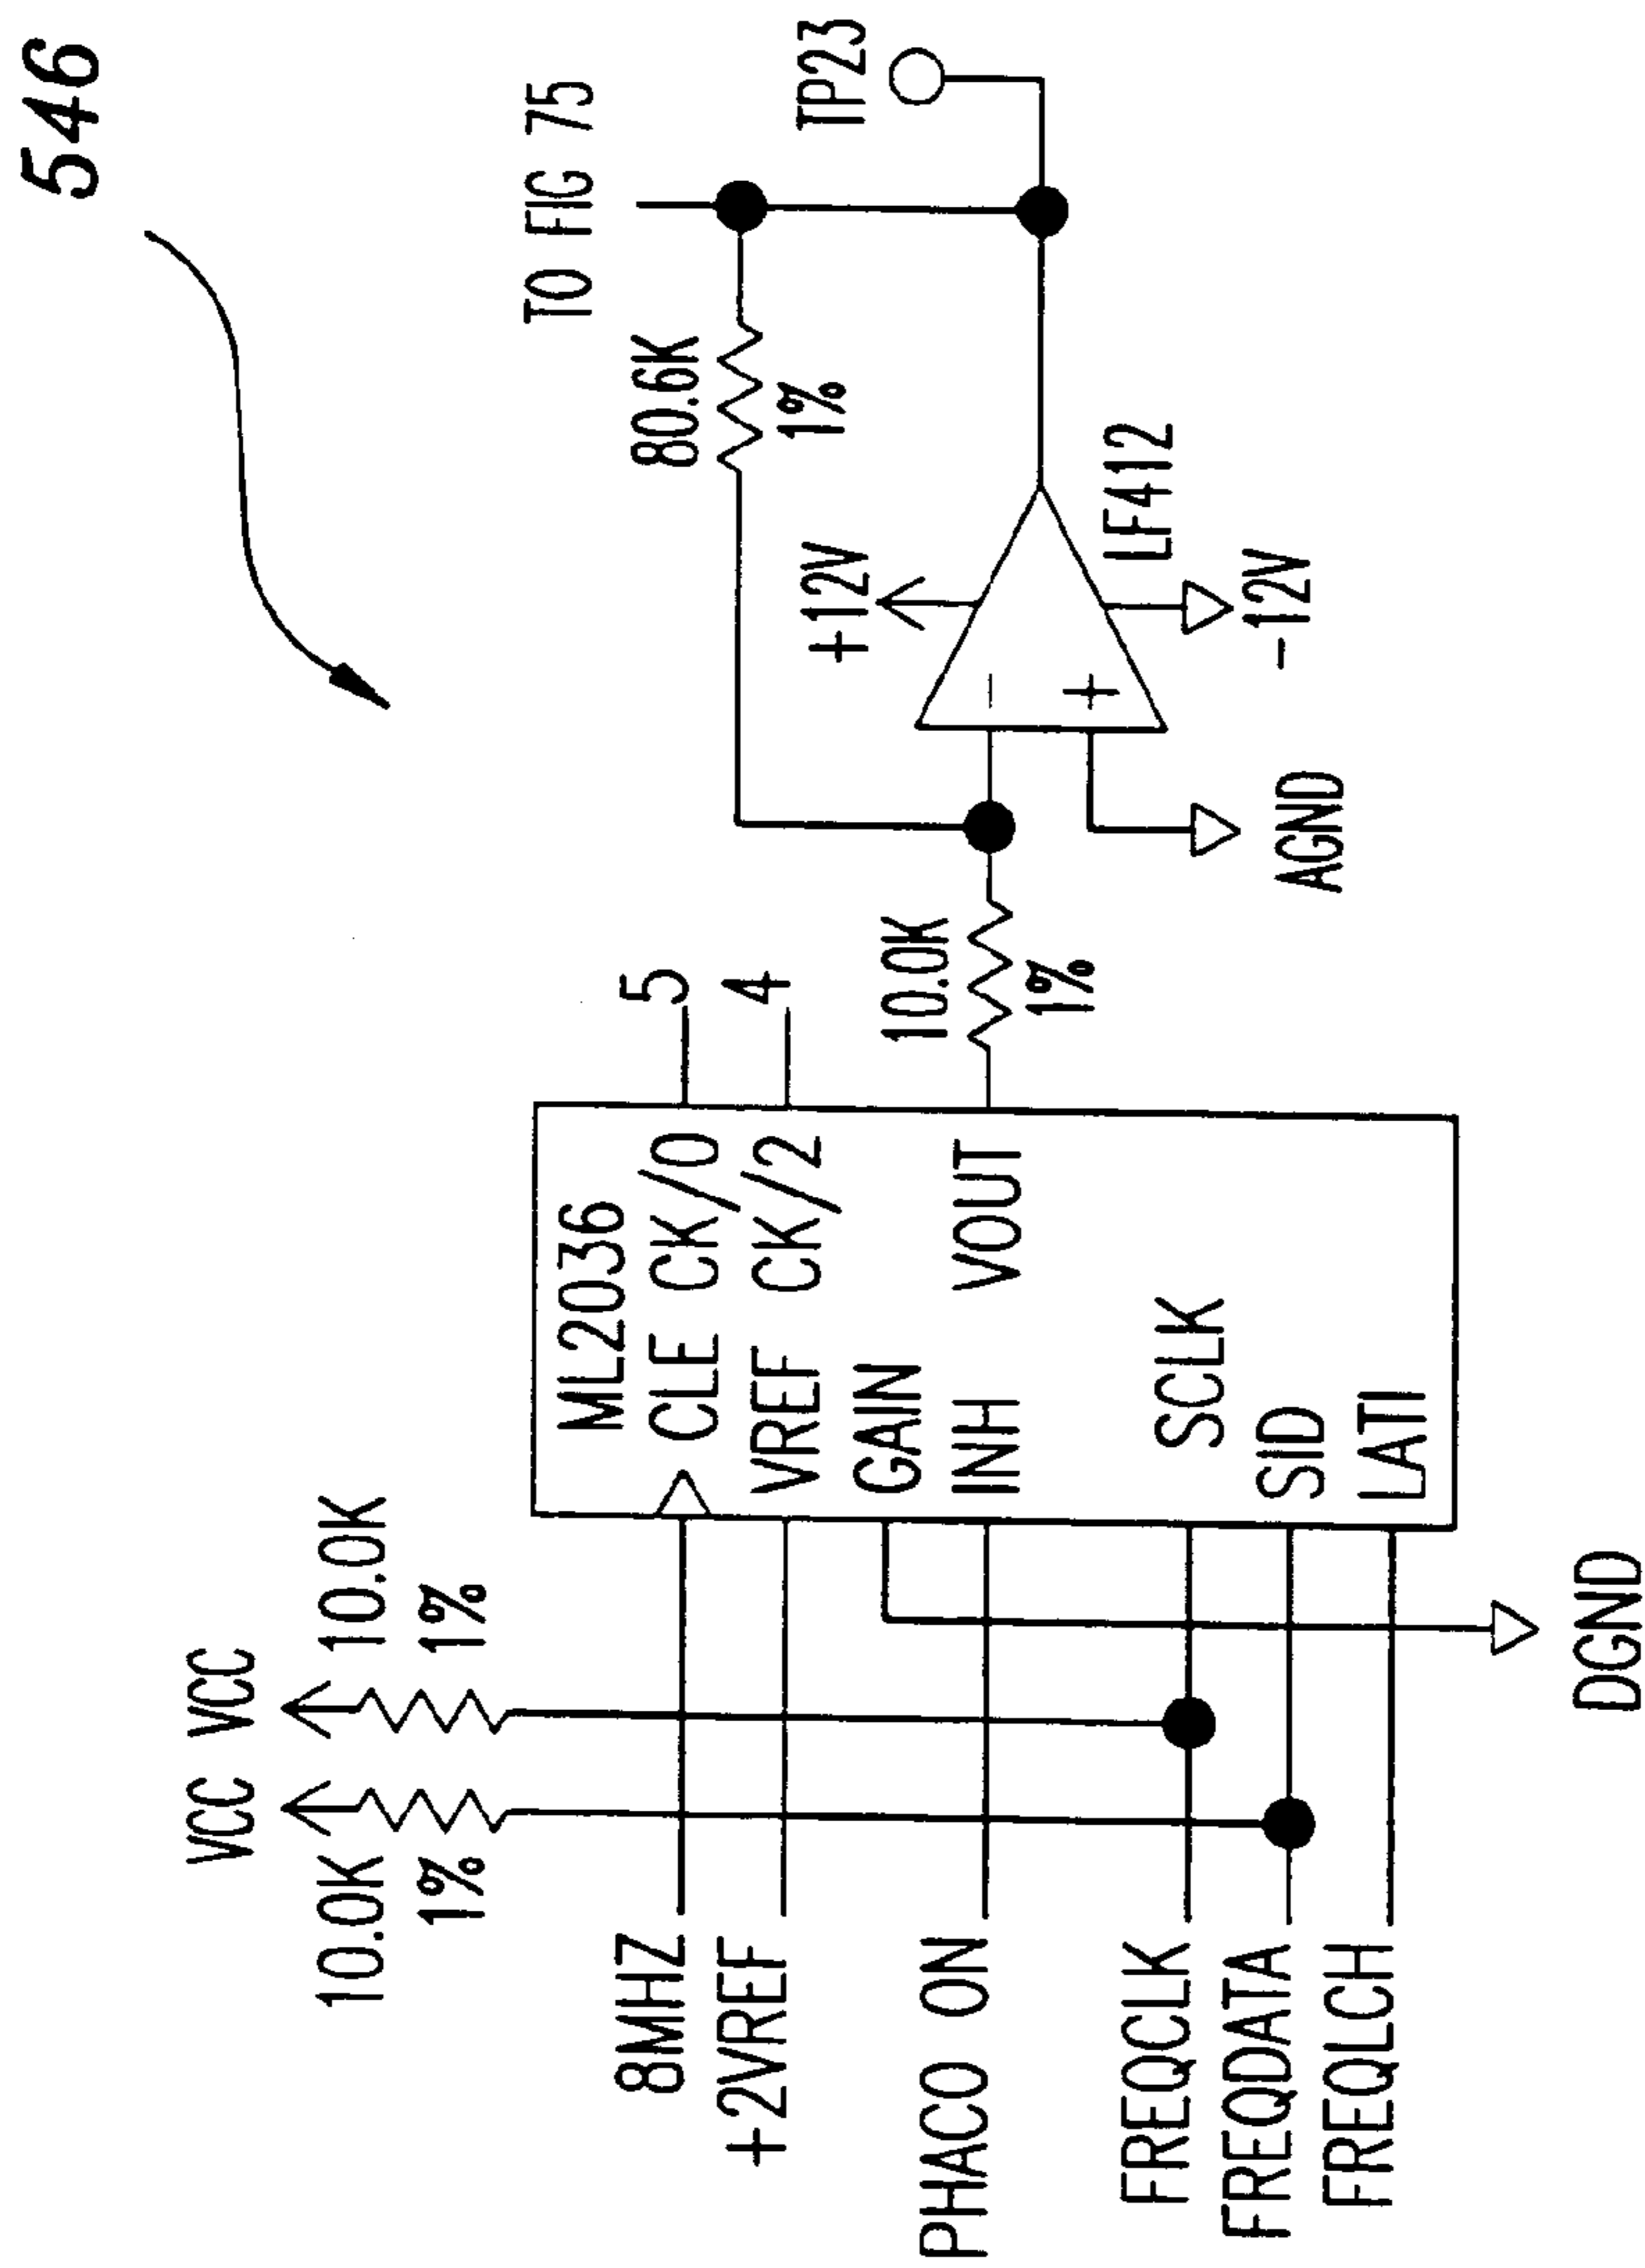 546
TO FIG 75
TP23
80.6K
1%
+12V
LF412
-12V
AGND
10.0K
1%
5
4
ML2036
CLE CK/0
VREF CK/2
GAIN
INH VOUT
SCLK
SID
LATI
VCC VCC
10.0K
1%
10.0K
1%
8MHZ
+2VREF
PHACO ON
FREQCLK
FREQDATA
FREQLCH
DGND